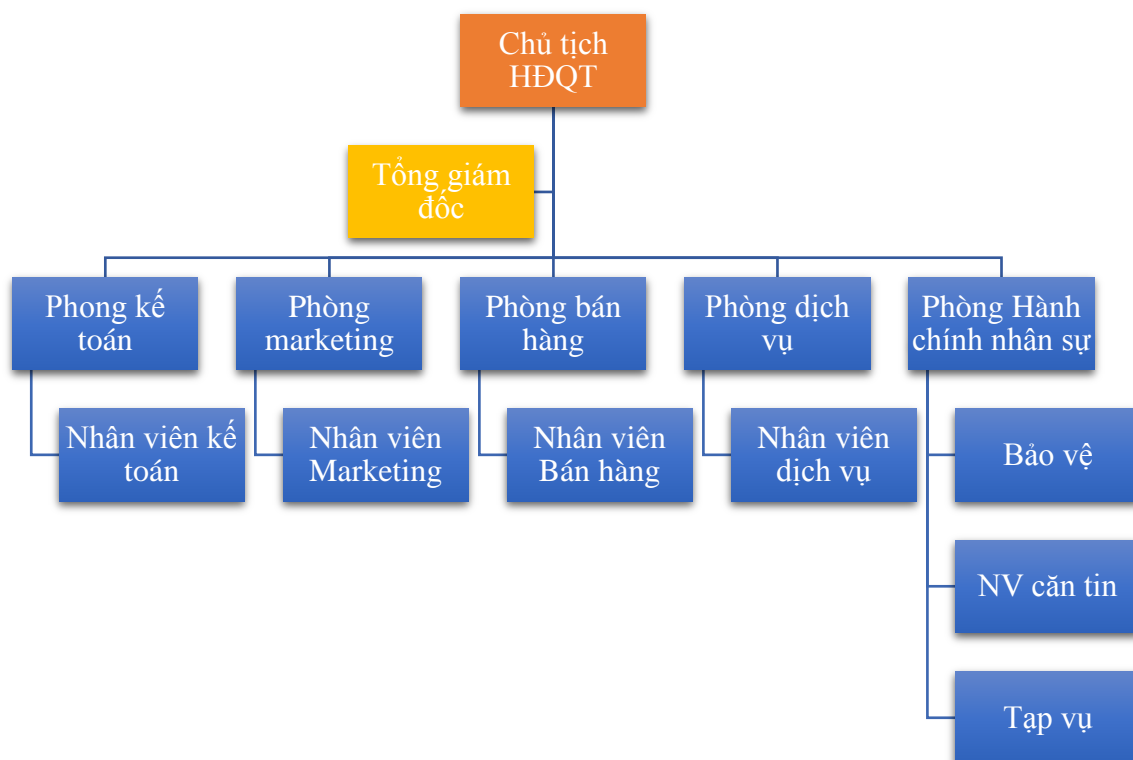 Chủ tịch
HĐQT
Tổng giám
đốc
Phong kế
toán
Phòng
marketing
Phòng bán
hàng
Phòng dịch
vụ
Phòng Hành
chính nhân sự
Nhân viên kế
toán
Nhân viên
Marketing
Nhân viên
Bán hàng
Nhân viên
dịch vụ
Bảo vệ
NV căn tin
Tạp vụ